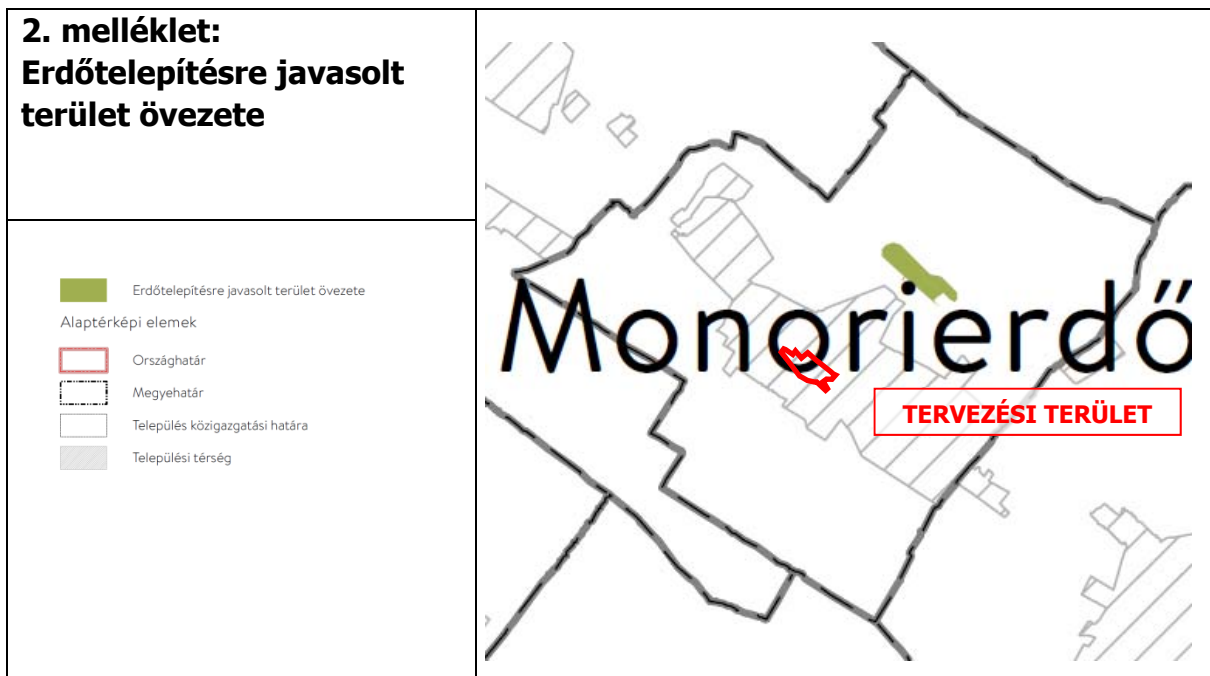 2. melléklet:
Erdőtelepítésre javasolt
terület övezete
Erdőtelepítésre javasolt terület övezete
Alaptérképi elemek
Országhatár
Megyehatár
Település közigazgatási határa
Települési térség
Monorierdő
TERVEZÉSI TERÜLET